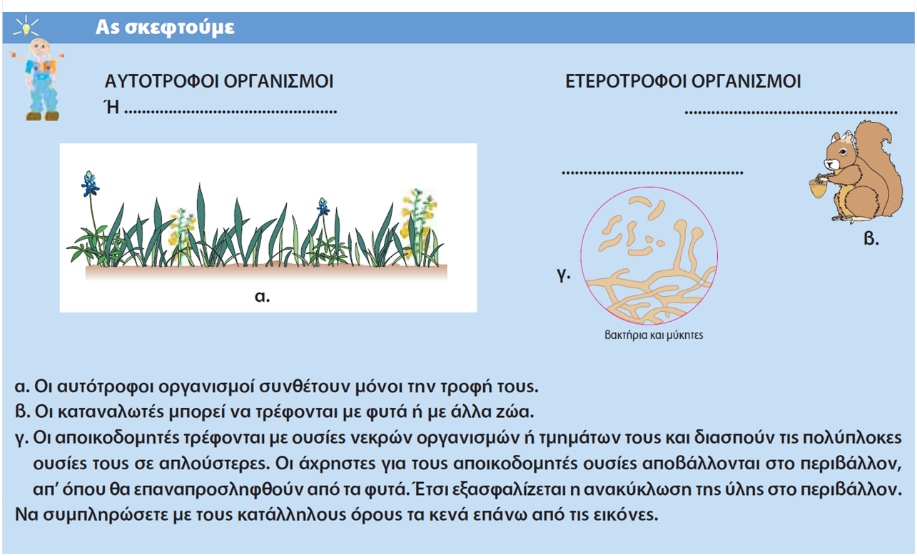 Ας σκεφτούμε
ΑΥΤΟΤΡΟΦΟΙ ΟΡΓΑΝΙΣΜΟΙ
Ή ................................................
ΕΤΕΡΟΤΡΟΦΟΙ ΟΡΓΑΝΙΣΜΟΙ
................................................
.........................................
α.
β.
γ.
βακτήρια και μύκητες
α. Οι αυτότροφοι οργανισμοί συνθέτουν μόνοι την τροφή τους.
β. Οι καταναλωτές μπορεί να τρέφονται με φυτά ή με άλλα ζώα.
γ. Οι αποικοδομητές τρέφονται με ουσίες νεκρών οργανισμών ή τμημάτων τους και διασπούν τις πολύπλοκες
ουσίες τους σε απλούστερες. Οι άχρηστες για τους αποικοδομητές ουσίες αποβάλλονται στο περιβάλλον,
απ’ όπου θα επαναπροσληφθούν από τα φυτά. Έτσι εξασφαλίζεται η ανακύκλωση της ύλης στο περιβάλλον.
Να συμπληρώσετε με τους κατάλληλους όρους τα κενά επάνω από τις εικόνες.